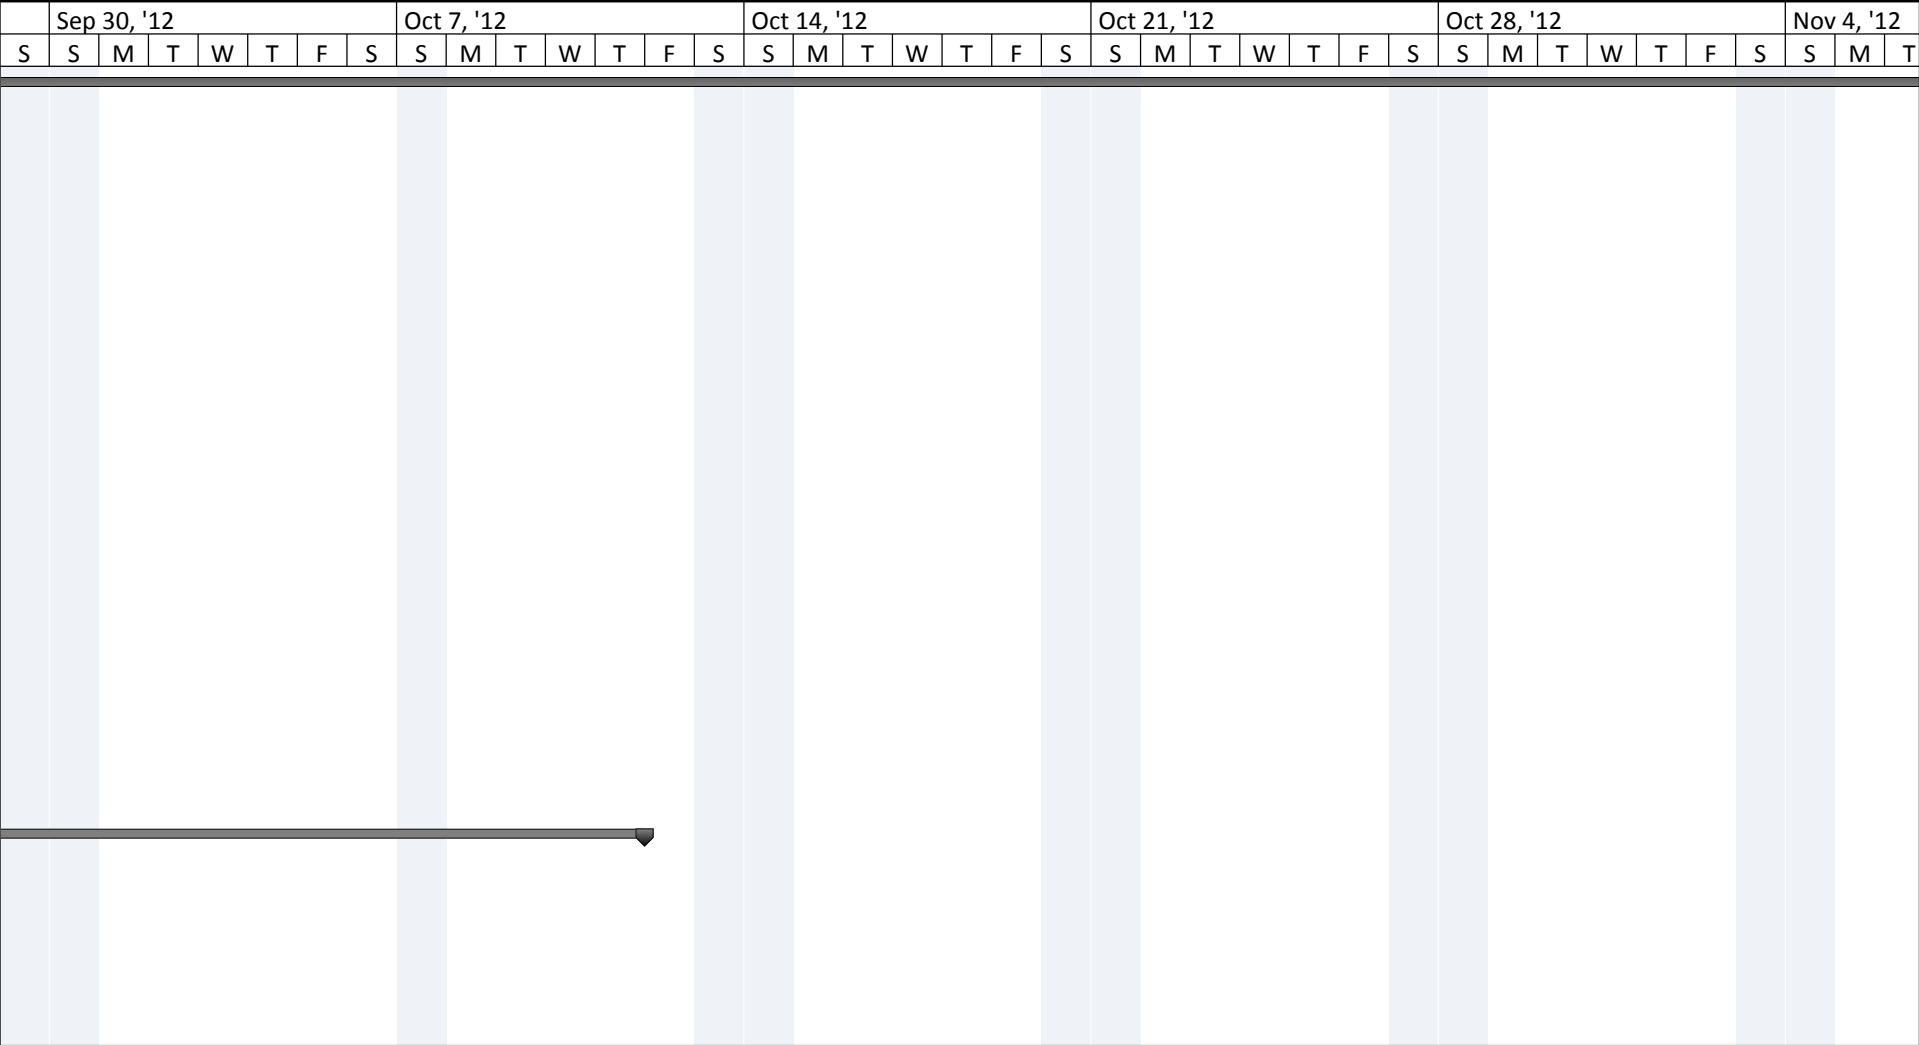 Sep 30, '12 Oct 7, '12 Oct 14, '12 Oct 21, '12 Oct 28, '12 Nov 4, '12
S S M T W T F S S M T W T F S S M T W T F S S M T W T F S S M T W T F S S M T